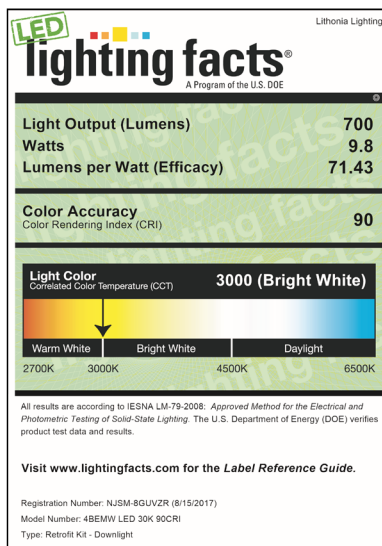 Lithonia Lighting
LED
lighting facts®
A Program of the U.S. DOE
Light Output (Lumens) 700
Watts 9.8
Lumens per Watt (Efficacy) 71.43
Color Accuracy
Color Rendering Index (CRI) 90
Light Color
Correlated Color Temperature (CCT) 3000 (Bright White)
Warm White Bright White Daylight
2700K 3000K 4500K 6500K
All results are according to IESNA LM-79-2008: Approved Method for the Electrical and
Photometric Testing of Solid-State Lighting. The U.S. Department of Energy (DOE) verifies
product test data and results.
Visit www.lightingfacts.com for the Label Reference Guide.
Registration Number: NJSM-8GUVZR (8/15/2017)
Model Number: 4BEMW LED 30K 90CRI
Type: Retrofit Kit - Downlight